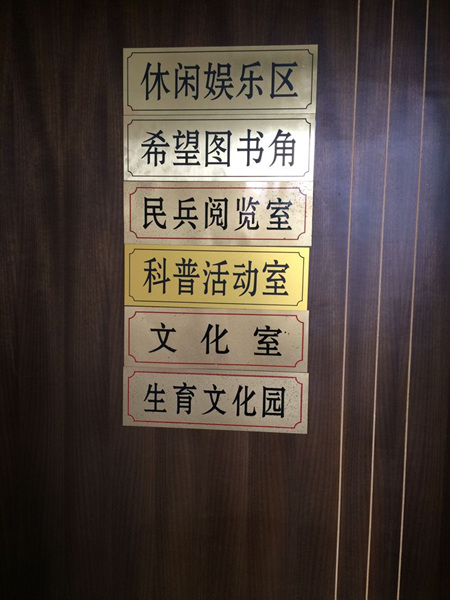 休闲娱乐区
希望图书角
民兵阅览室
科普活动室
文化室
生育文化园